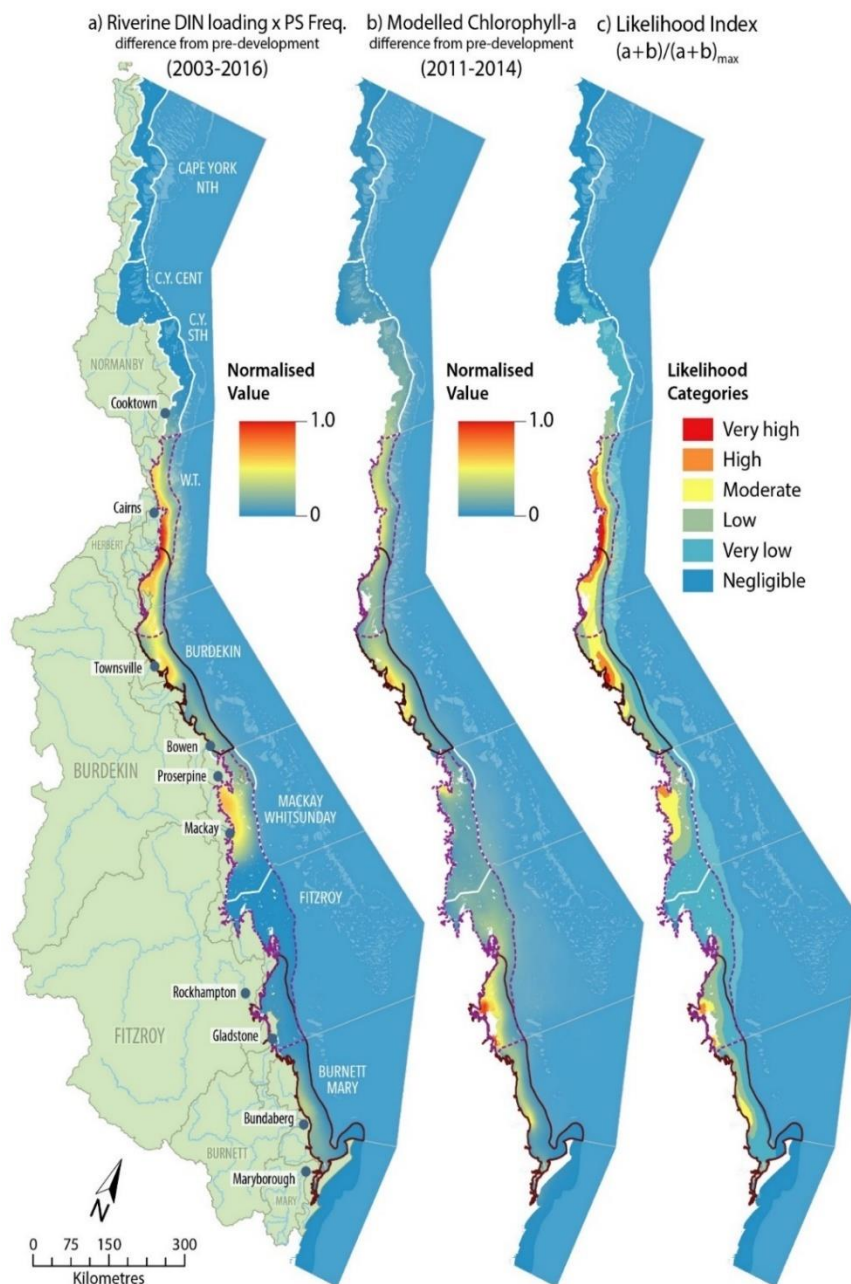 a) Riverine DIN loading x PS Freq.
difference from pre-development
(2003-2016)
b) Modelled Chlorophyll-a
difference from pre-development
(2011-2014)
c) Likelihood Index
(a+b)/(a+b)max
CAPE YORK
NTH
C.Y. CENT
C.Y.
STH
NORMANBY
Cooktown
W.T.
Cairns
HERBERT
BURDEKIN
Townsville
Bowen
BURDEKIN
Proserpine
MACKAY
WHITSUNDAY
Mackay
FITZROY
Rockhampton
FITZROY
Gladstone
BURNETT
MARY
Bundaberg
BURNETT
Maryborough
MARY
Normalised
Value
1.0
0
Normalised
Value
1.0
0
Likelihood
Categories
Very high
High
Moderate
Low
Very low
Negligible
N
0 75 150 300
Kilometres